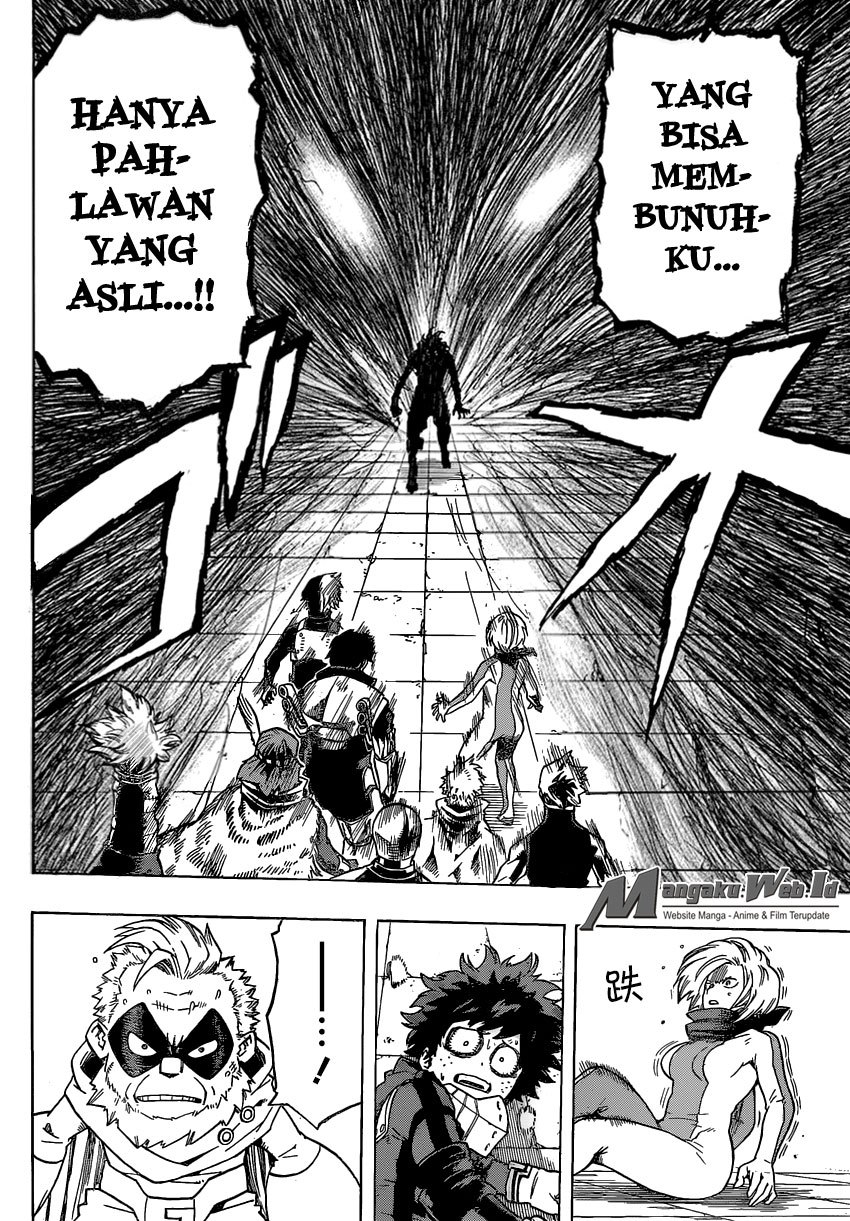 YANG
BISA
MEM-
BUNUH-
KU...
HANYA
PAH-
LAWAN
YANG
ASLI...!!
Mangaku.Web.Id
Website Manga - Anime & Film Terupdate
跌
...!